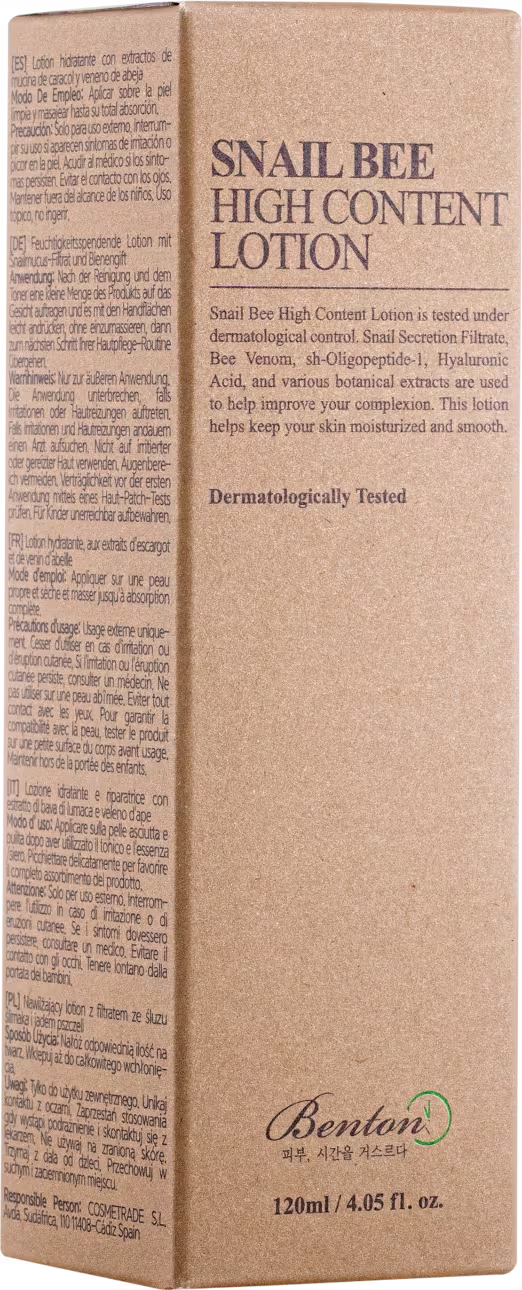 [ES] Lotion hidratante con extractos de
mucina de caracol y veneno de abeja
Modo De Empleo: Aplicar sobre la piel
limpia y masajear hasta su total absorción.
Precaución: Solo para uso externo, Interrum-
pir su uso si aparecen sintomas de irritación o
picor en la piel. Acudir al médico si los sinto-
mas persisten. Evitar el contacto con los ojos.
Mantener fuera del alcance de los niños. Uso
tópico, no ingerir.
[DE] Feuchtigkeitsspendende Lotion mit
Snailmucus-Filtrat und Bienengift
Anwendung: Nach der Reinigung und dem
Toner eine kleine Menge des Produkts auf das
Gesicht auftragen und es mit den Handflächen
leicht andrücken, ohne einzumassieren, dann
zum nächsten Schritt Ihrer Hautpflege-Routine
übergehen.
Warnhinweis: Nur zur äußeren Anwendung.
Die Anwendung unterbrechen, falls
Irritationen oder Hautreizungen auftreten.
Falls Irritationen und Hautreizungen andauern
einen Arzt aufsuchen. Nicht auf irritierter
oder gereizter Haut verwenden. Augenbere-
ich vermeiden. Verträglichkeit vor der ersten
Anwendung mittels eines Haut-Patch-Tests
prüfen. Für Kinder unerreichbar aufbewahren.
[FR] Lotion hydratante, aux extraits d'escargot
et de venin d'abeille
Mode d'emploi: Appliquer sur une peau
propre et sèche et masser jusqu'à absorption
complète.
Précautions d'usage: Usage externe unique-
ment. Cesser d'utiliser en cas d'irritation ou
d'éruption cutanée. Si l'irritation ou l'éruption
cutanée persiste, consulter un médecin. Ne
pas utiliser sur une peau abîmée. Eviter tout
contact avec les yeux. Pour garantir la
compatibilité avec la peau, tester le produit
sur une petite surface du corps avant usage.
Maintenir hors de la portée des enfants.
[IT] Lozione idratante e riparatrice con
estratto di bava di lumaca e veleno d'ape
Modo d' uso: Applicare sulla pelle asciutta e
pulita dopo aver utilizzato il tonico e l'essenza
/siero. Picchiettare delicatamente per favorire
il completo assorbimento del prodotto.
Attenzione: Solo per uso esterno. Interrom-
pere l'utilizzo in caso di irritazione o di
eruzioni cutanee. Se i sintomi dovessero
persistere, consultare un medico. Evitare il
contatto con gli occhi. Tenere lontano dalla
portata dei bambini.
[PL] Nawilżający lotion z filtratem ze śluzu
ślimaka i jadem pszczeli
Sposób Użycia: Nałóż odpowiednią ilość na
twarz. Wklepuj aż do całkowitego wchłonię-
cia.
Uwagi: Tylko do użytku zewnętrznego. Unikaj
kontaktu z oczami. Zaprzestań stosowania
gdy wystąpi podrażnienie i skontaktuj się z
lekarzem. Nie używaj na zranioną skórę.
Trzymaj z dala od dzieci. Przechowuj w
suchym i zaciemnionym miejscu.
Responsible Person: COSMETRADE S.L.
Avda. Sudáfrica, 110 11408-Cádiz Spain
SNAIL BEE
HIGH CONTENT
LOTION
Snail Bee High Content Lotion is tested under
dermatological control. Snail Secretion Filtrate,
Bee Venom, sh-Oligopeptide-1, Hyaluronic
Acid, and various botanical extracts are used
to help improve your complexion. This lotion
helps keep your skin moisturized and smooth.
Dermatologically Tested
Benton
피부, 시간을 거스르다
120ml / 4.05 fl. oz.